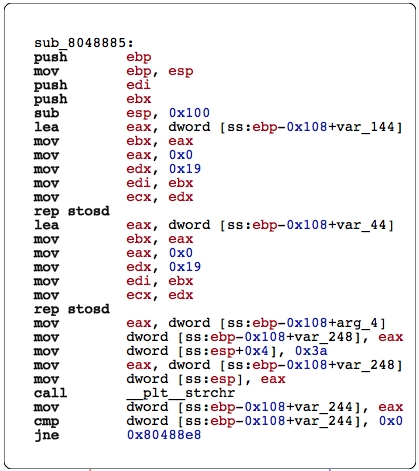 sub_8048885:
push ebp
mov ebp, esp
push edi
push ebx
sub esp, 0x100
lea eax, dword [ss:ebp-0x108+var_144]
mov ebx, eax
mov eax, 0x0
mov edx, 0x19
mov edi, ebx
mov ecx, edx
rep stosd
lea eax, dword [ss:ebp-0x108+var_44]
mov ebx, eax
mov eax, 0x0
mov edx, 0x19
mov edi, ebx
mov ecx, edx
rep stosd
mov eax, dword [ss:ebp-0x108+arg_4]
mov dword [ss:ebp-0x108+var_248], eax
mov dword [ss:esp+0x4], 0x3a
mov eax, dword [ss:ebp-0x108+var_248]
mov dword [ss:esp], eax
call __plt__strchr
mov dword [ss:ebp-0x108+var_244], eax
cmp dword [ss:ebp-0x108+var_244], 0x0
jne 0x80488e8